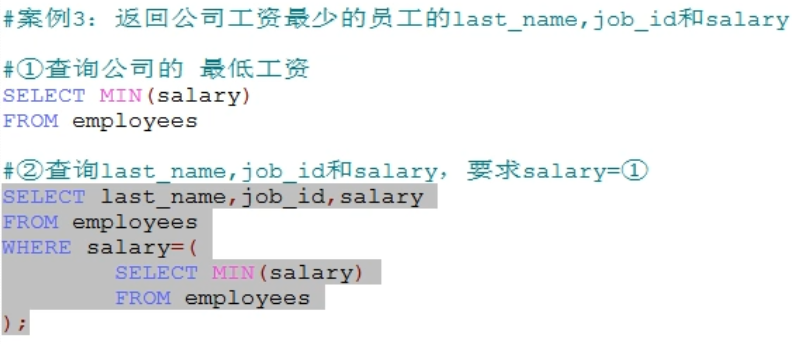 #案例3：返回公司工资最少的员工的last_name,job_id和salary
#①查询公司的 最低工资
SELECT MIN(salary)
FROM employees
#②查询last_name,job_id和salary，要求salary=①
SELECT last_name,job_id,salary
FROM employees
WHERE salary=(
SELECT MIN(salary)
FROM employees
);